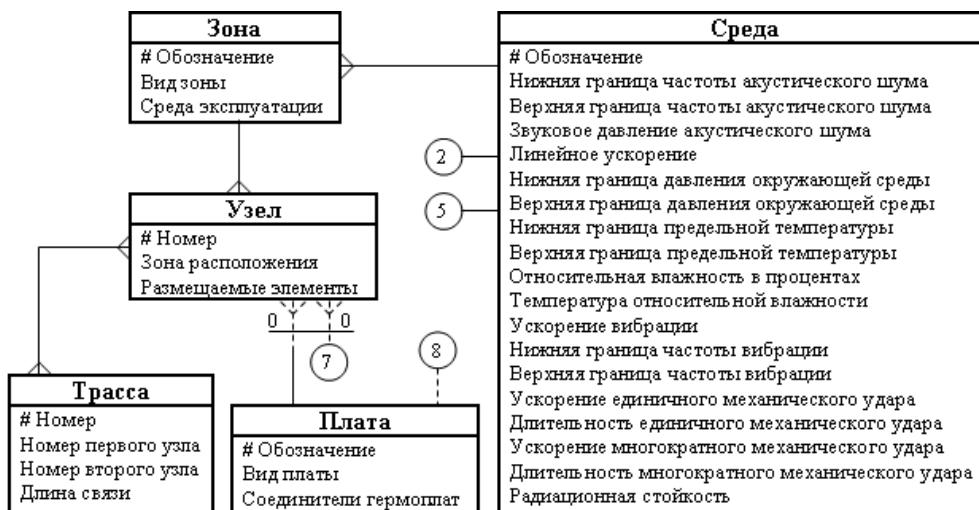 Зона
# Обозначение
Вид зоны
Среда эксплуатации
Среда
# Обозначение
Нижняя граница частоты акустического шума
Верхняя граница частоты акустического шума
Звуковое давление акустического шума
Линейное ускорение
Нижняя граница давления окружающей среды
Верхняя граница давления окружающей среды
Нижняя граница предельной температуры
Верхняя граница предельной температуры
Относительная влажность в процентах
Температура относительной влажности
Ускорение вибрации
Нижняя граница частоты вибрации
Верхняя граница частоты вибрации
Ускорение единичного механического удара
Длительность единичного механического удара
Ускорение многократного механического удара
Длительность многократного механического удара
Радиационная стойкость
2
5
Узел
# Номер
Зона расположения
Размещаемые элементы
0 0
7
8
Трасса
# Номер
Номер первого узла
Номер второго узла
Длина связи
Плата
# Обозначение
Вид платы
Соединители гермоплат